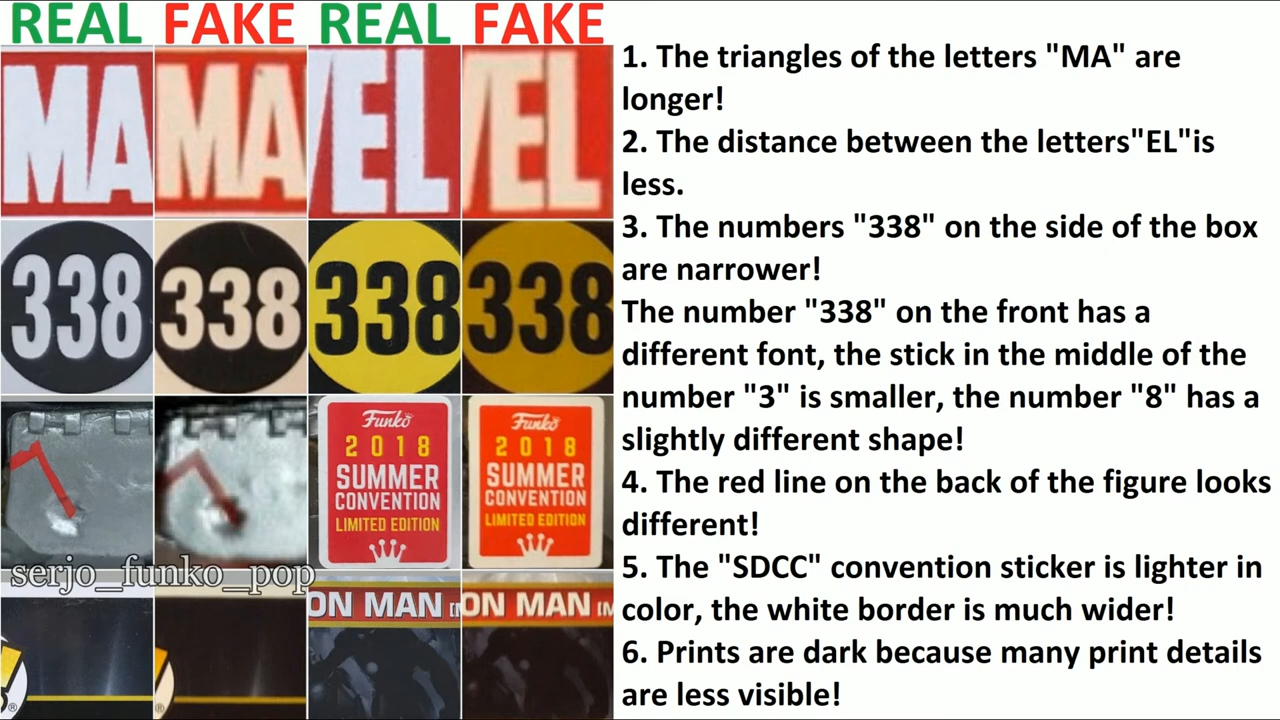 REAL FAKE REAL FAKE
MA MA VEL VEL
338 338 338 338
Funko
2018
SUMMER
CONVENTION
LIMITED EDITION
Funko
2018
SUMMER
CONVENTION
LIMITED EDITION
serjo_funko_pop
ON MAN ON MAN
® ®
1. The triangles of the letters "MA" are
longer!
2. The distance between the letters"EL"is
less.
3. The numbers "338" on the side of the box
are narrower!
The number "338" on the front has a
different font, the stick in the middle of the
number "3" is smaller, the number "8" has a
slightly different shape!
4. The red line on the back of the figure looks
different!
5. The "SDCC" convention sticker is lighter in
color, the white border is much wider!
6. Prints are dark because many print details
are less visible!